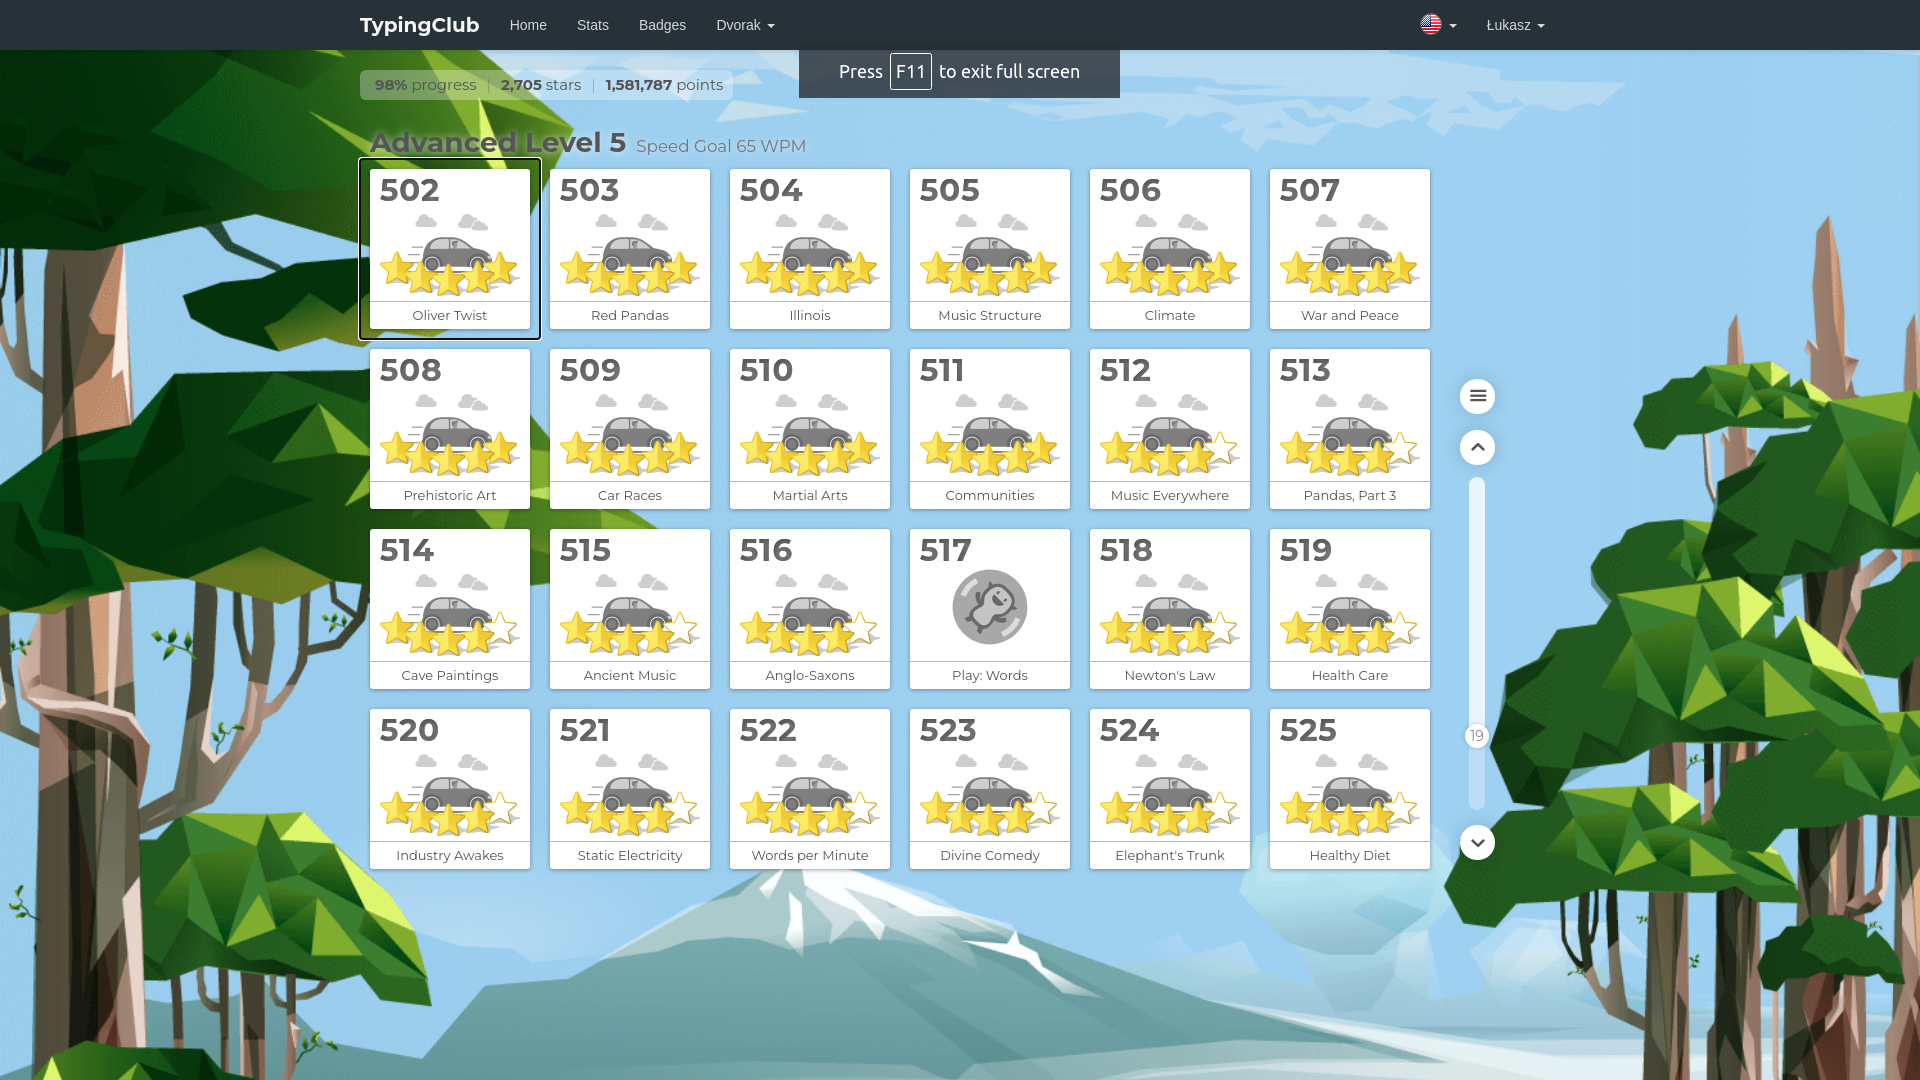 TypingClub Home Stats Badges Dvorak Łukasz
Press F11 to exit full screen
98% progress | 2,705 stars | 1,581,787 points
Advanced Level 5 Speed Goal 65 WPM
502 503 504 505 506 507
Oliver Twist Red Pandas Illinois Music Structure Climate War and Peace
508 509 510 511 512 513
Prehistoric Art Car Races Martial Arts Communities Music Everywhere Pandas, Part 3
514 515 516 517 518 519
Cave Paintings Ancient Music Anglo-Saxons Play: Words Newton's Law Health Care
19
520 521 522 523 524 525
Industry Awakes Static Electricity Words per Minute Divine Comedy Elephant's Trunk Healthy Diet